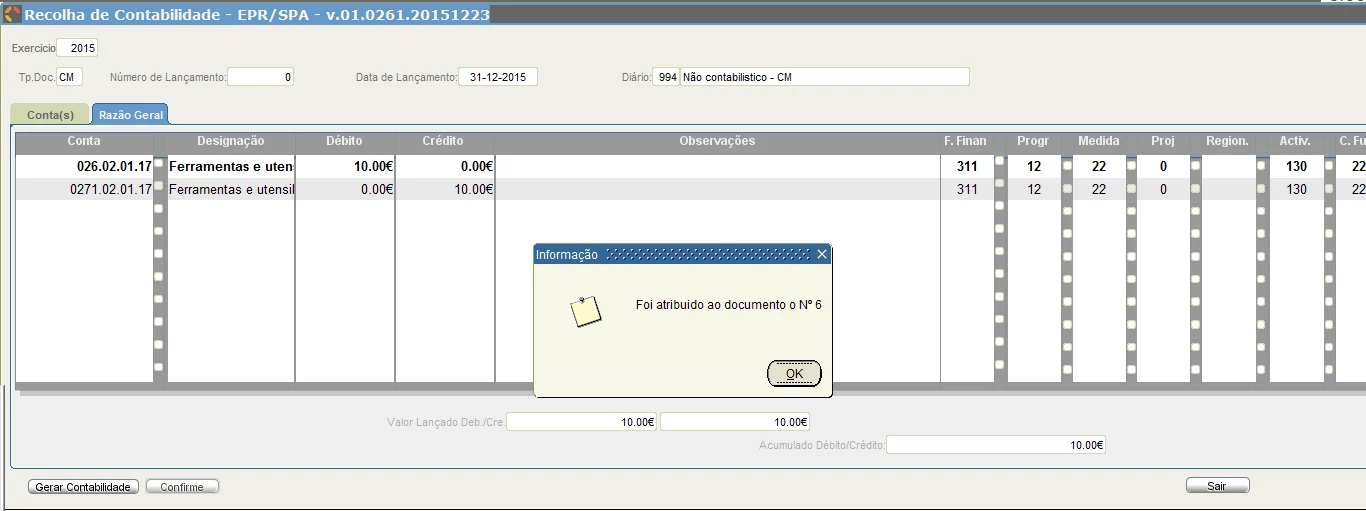 Recolha de Contabilidade - EPR/SPA - v.01.0261.20151223
Exercicio 2015
Tp.Doc. CM Número de Lançamento: 0 Data de Lançamento: 31-12-2015 Diário: 994 Não contabilistico - CM
Conta(s) Razão Geral
Conta Designação Débito Crédito Observações F. Finan Progr Medida Proj Region. Activ. C. Fu
026.02.01.17 Ferramentas e uten: 10.00€ 0.00€ 311 12 22 0 130 22
0271.02.01.17 Ferramentas e utensil 0.00€ 10.00€ 311 12 22 0 130 22
Informação
Foi atribuido ao documento o Nº 6
OK
Valor Lançado Deb./Cre. 10.00€ 10.00€
Acumulado Débito/Crédito: 10.00€
Gerar Contabilidade Confirme Sair